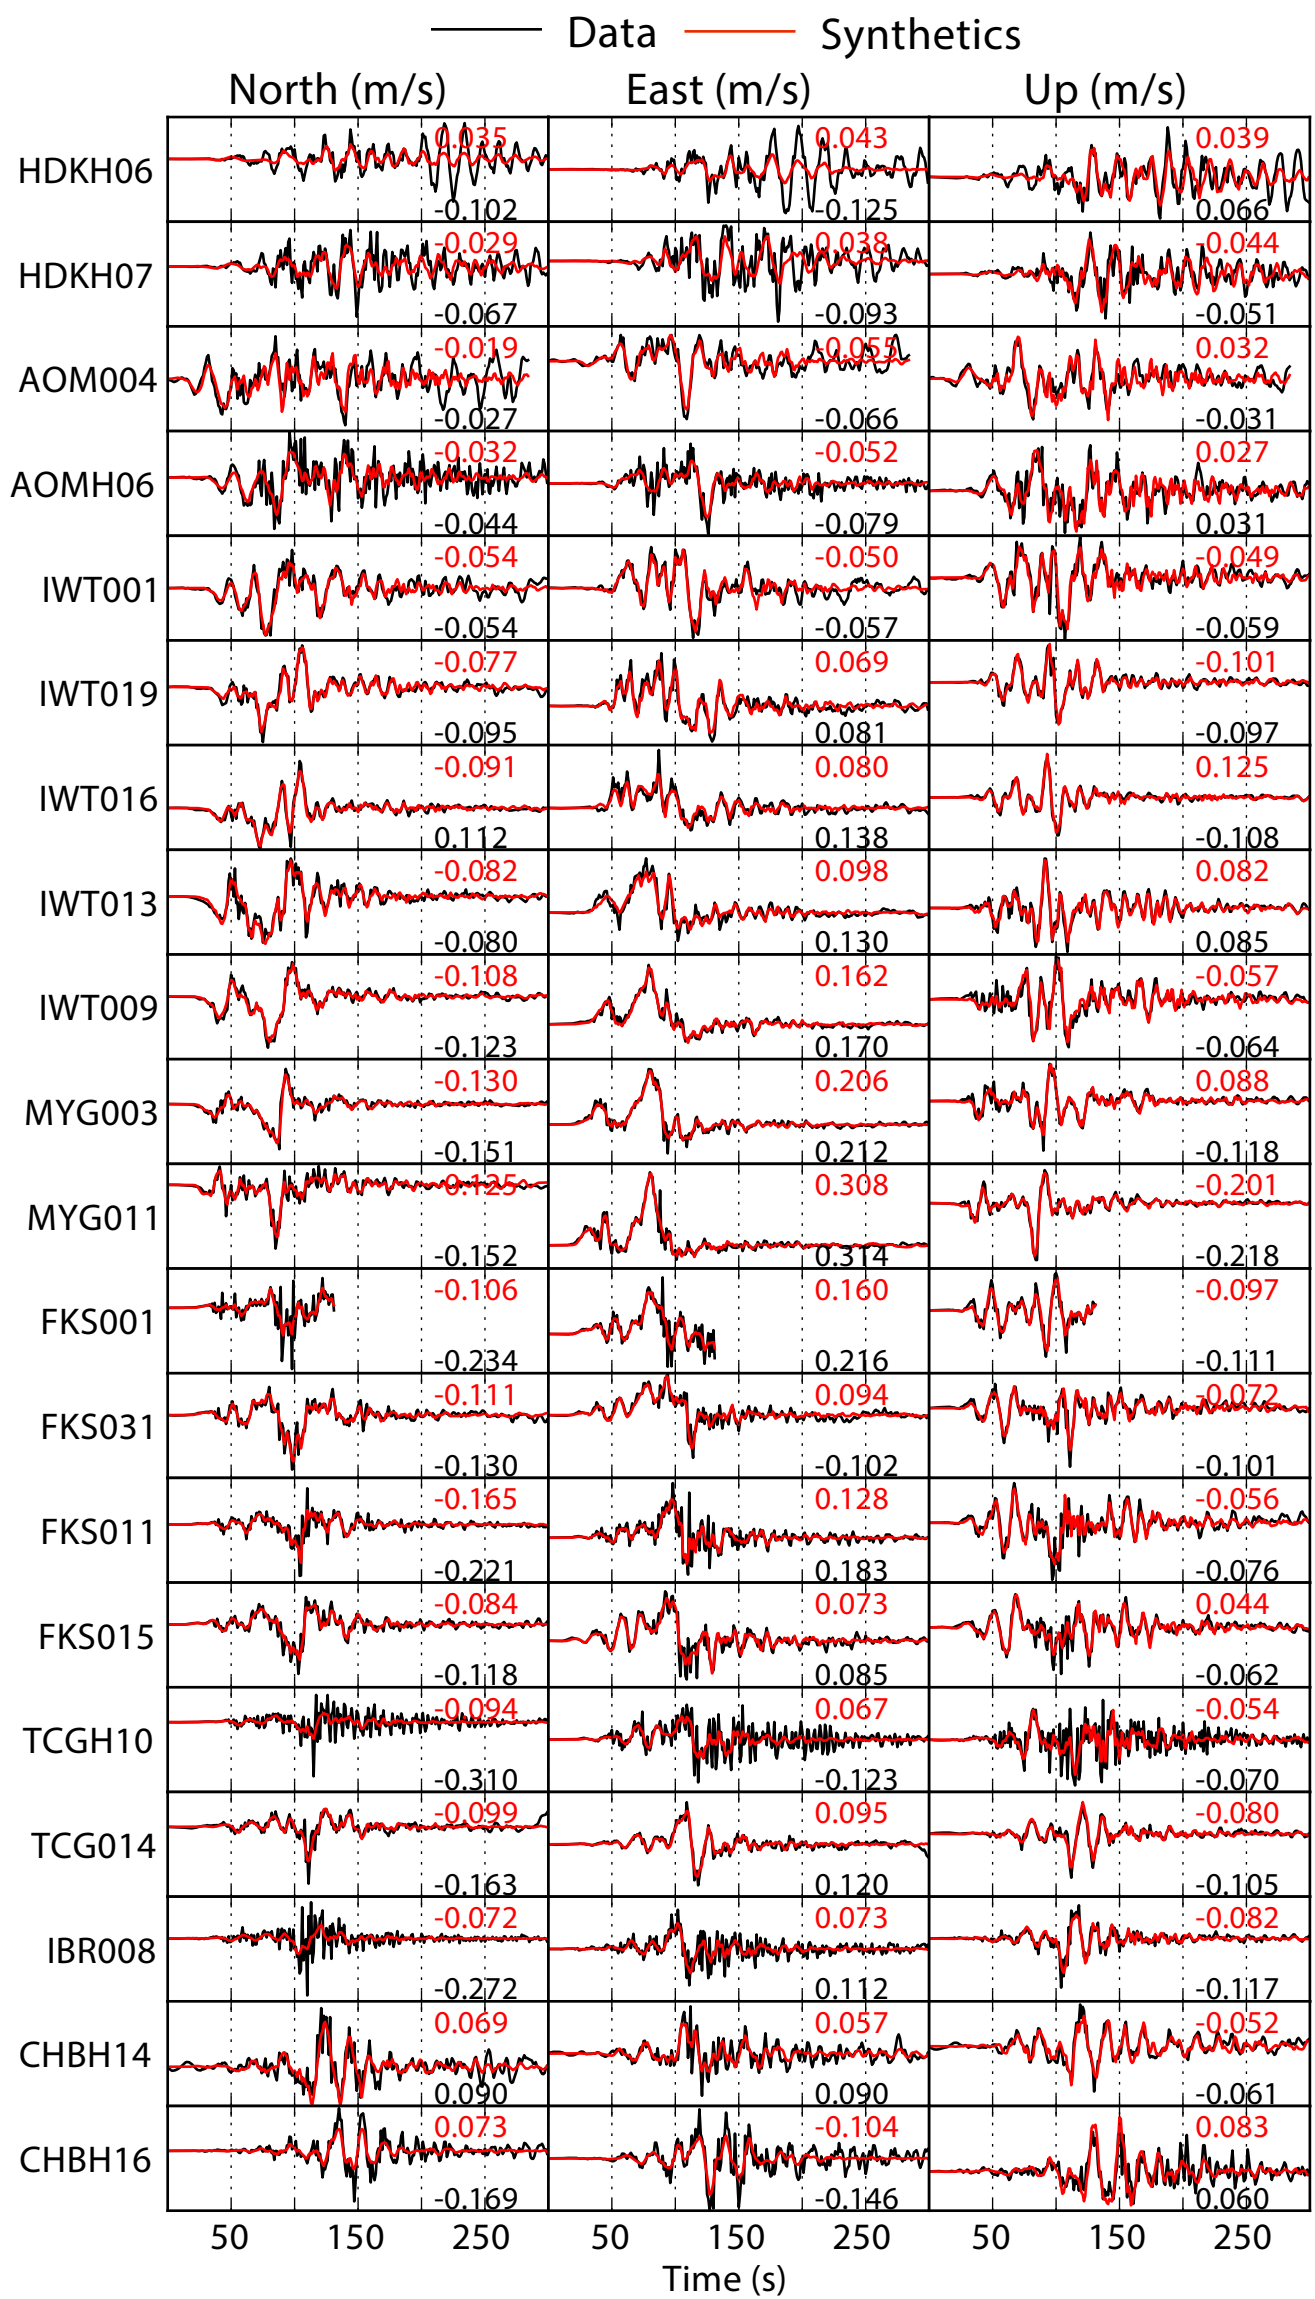 Data Synthetics
North (m/s) East (m/s) Up (m/s)
HDKH06 0.035 0.043 0.039
-0.102 -0.125 0.066
HDKH07 -0.029 0.038 -0.044
-0.067 -0.093 -0.051
AOM004 -0.019 -0.055 0.032
-0.027 -0.066 -0.031
AOMH06 -0.032 -0.052 0.027
-0.044 -0.079 0.031
IWT001 -0.054 -0.050 -0.049
-0.054 -0.057 -0.059
IWT019 -0.077 0.069 -0.101
-0.095 0.081 -0.097
IWT016 -0.091 0.080 0.125
0.112 0.138 -0.108
IWT013 -0.082 0.098 0.082
-0.080 0.130 0.085
IWT009 -0.108 0.162 -0.057
-0.123 0.170 -0.064
MYG003 -0.130 0.206 0.088
-0.151 0.212 -0.118
MYG011 -0.125 0.308 -0.201
-0.152 0.314 -0.218
FKS001 -0.106 0.160 -0.097
-0.234 0.216 -0.111
FKS031 -0.111 0.094 -0.072
-0.130 -0.102 -0.101
FKS011 -0.165 0.128 -0.056
-0.221 0.183 -0.076
FKS015 -0.084 0.073 0.044
-0.118 0.085 -0.062
TCGH10 -0.094 0.067 -0.054
-0.310 -0.123 -0.070
TCG014 -0.099 0.095 -0.080
-0.163 0.120 -0.105
IBR008 -0.072 0.073 -0.082
-0.272 0.112 -0.117
CHBH14 0.069 0.057 -0.052
0.090 0.090 -0.061
CHBH16 0.073 -0.104 0.083
-0.169 -0.146 0.060
50 150 250 50 150 250 50 150 250
Time (s)